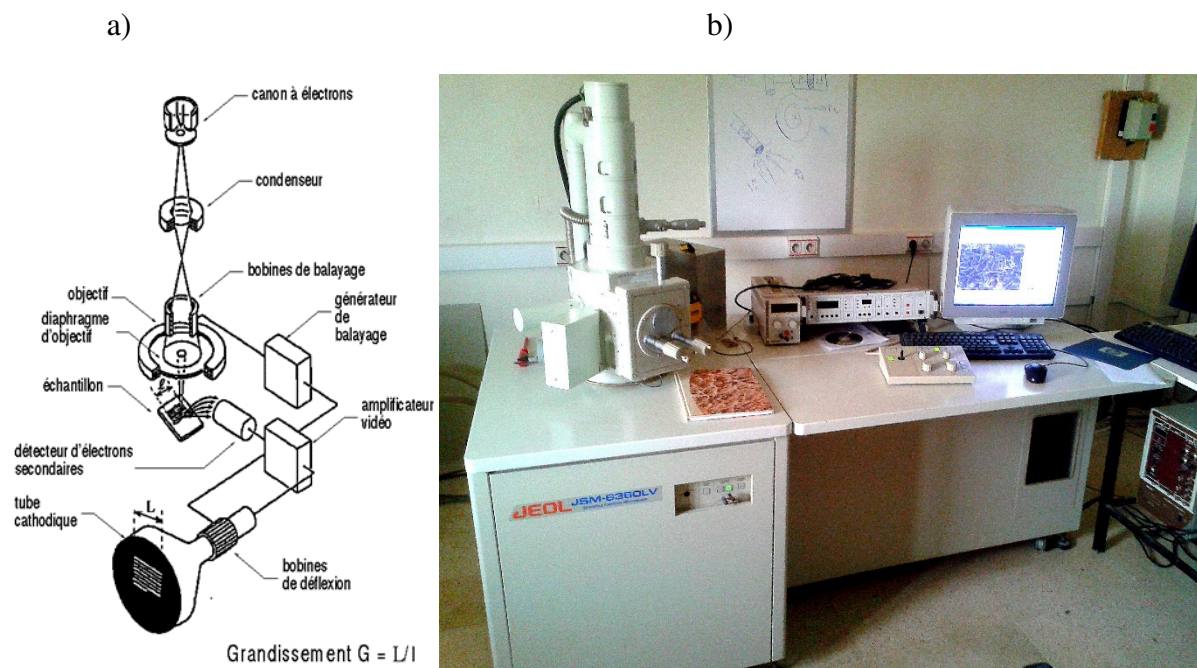 a)
b)
canon à électrons
condenseur
bobines de balayage
objectif
diaphragme
d'objectif
générateur
de
balayage
échantillon
ℓ
amplificateur
vidéo
détecteur d'électrons
secondaires
tube
cathodique
L
bobines
de déflexion
Grandissement G = L/l
JEOL JSM-6360LV